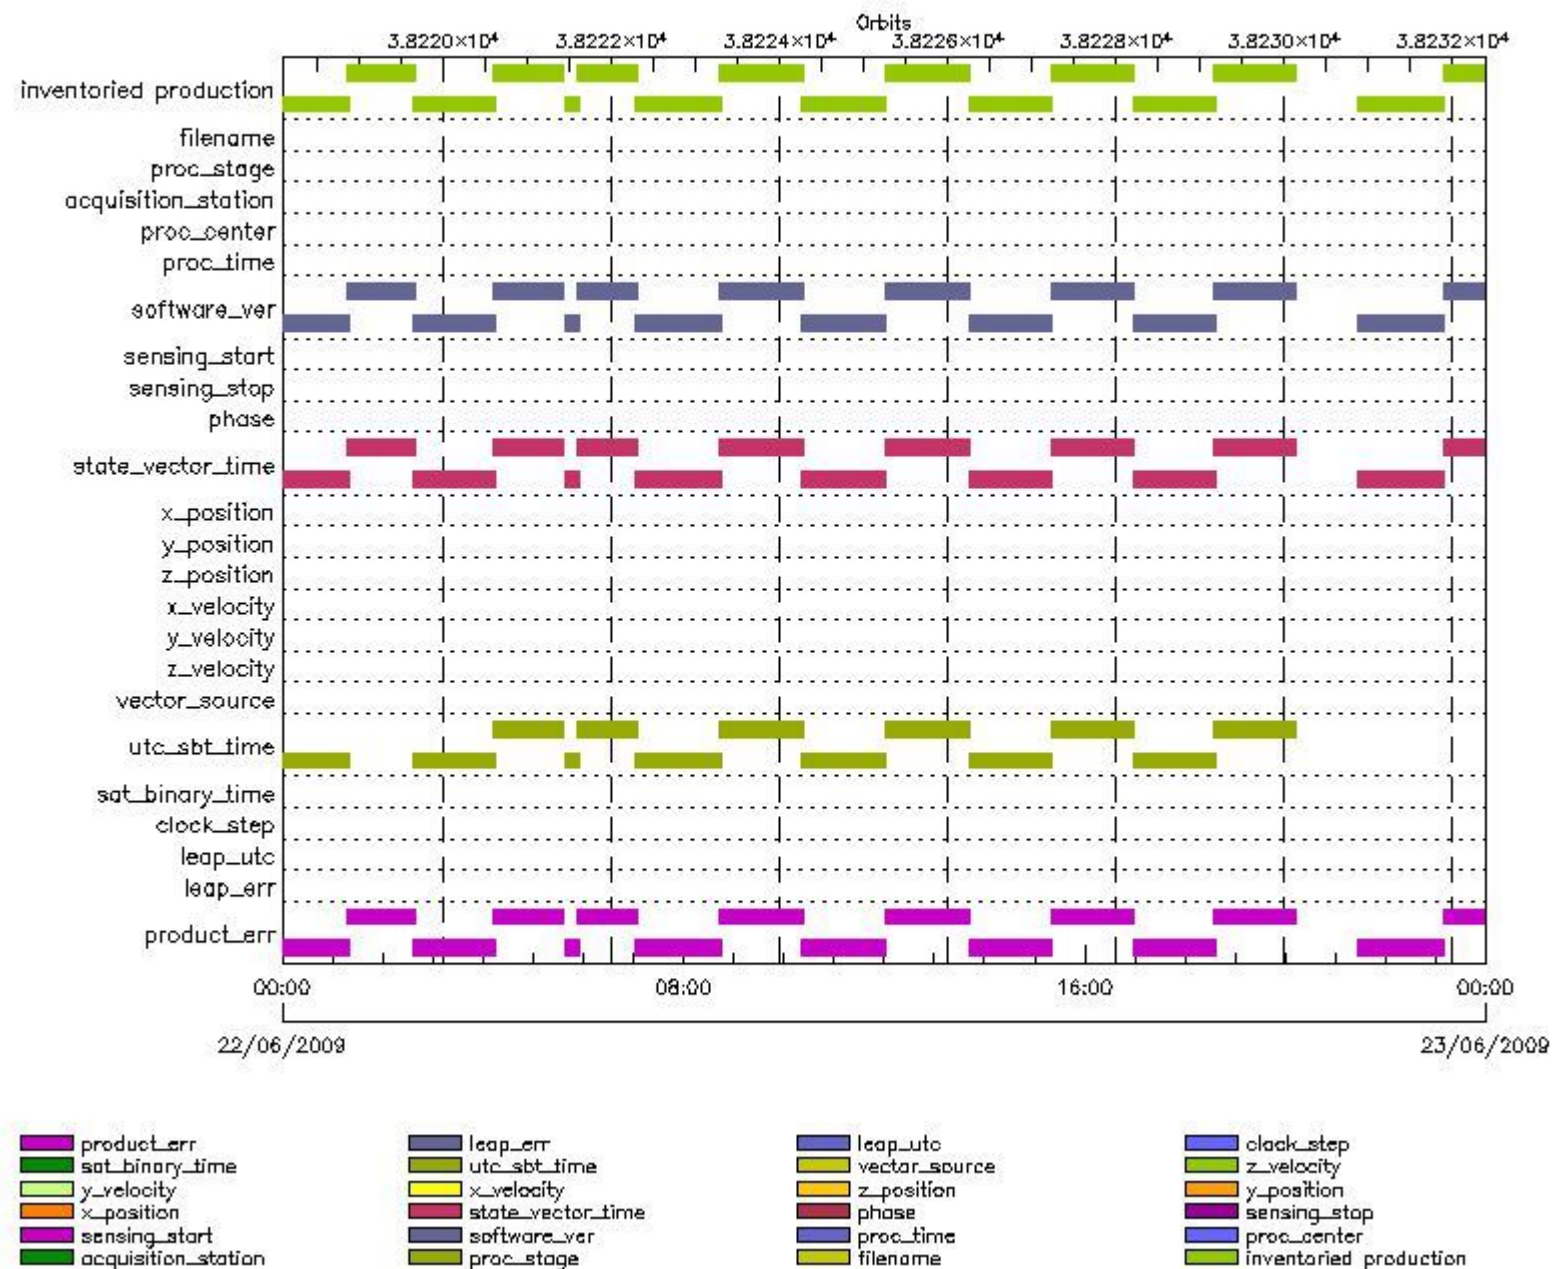 Orbits
3.8220×10⁴ 3.8222×10⁴ 3.8224×10⁴ 3.8226×10⁴ 3.8228×10⁴ 3.8230×10⁴ 3.8232×10⁴
inventoried production
filename
proc_stage
acquisition_station
proc_center
proc_time
software_ver
sensing_start
sensing_stop
phase
state_vector_time
x_position
y_position
z_position
x_velocity
y_velocity
z_velocity
vector_source
utc_sbt_time
sat_binary_time
clock_step
leap_utc
leap_err
product_err
00:00 08:00 16:00 00:00
22/06/2009 23/06/2009
product_err leap_err leap_utc clock_step
sat_binary_time utc_sbt_time vector_source z_velocity
y_velocity x_velocity z_position y_position
x_position state_vector_time phase sensing_stop
sensing_start software_ver proc_time proc_center
acquisition_station proc_stage filename inventoried production